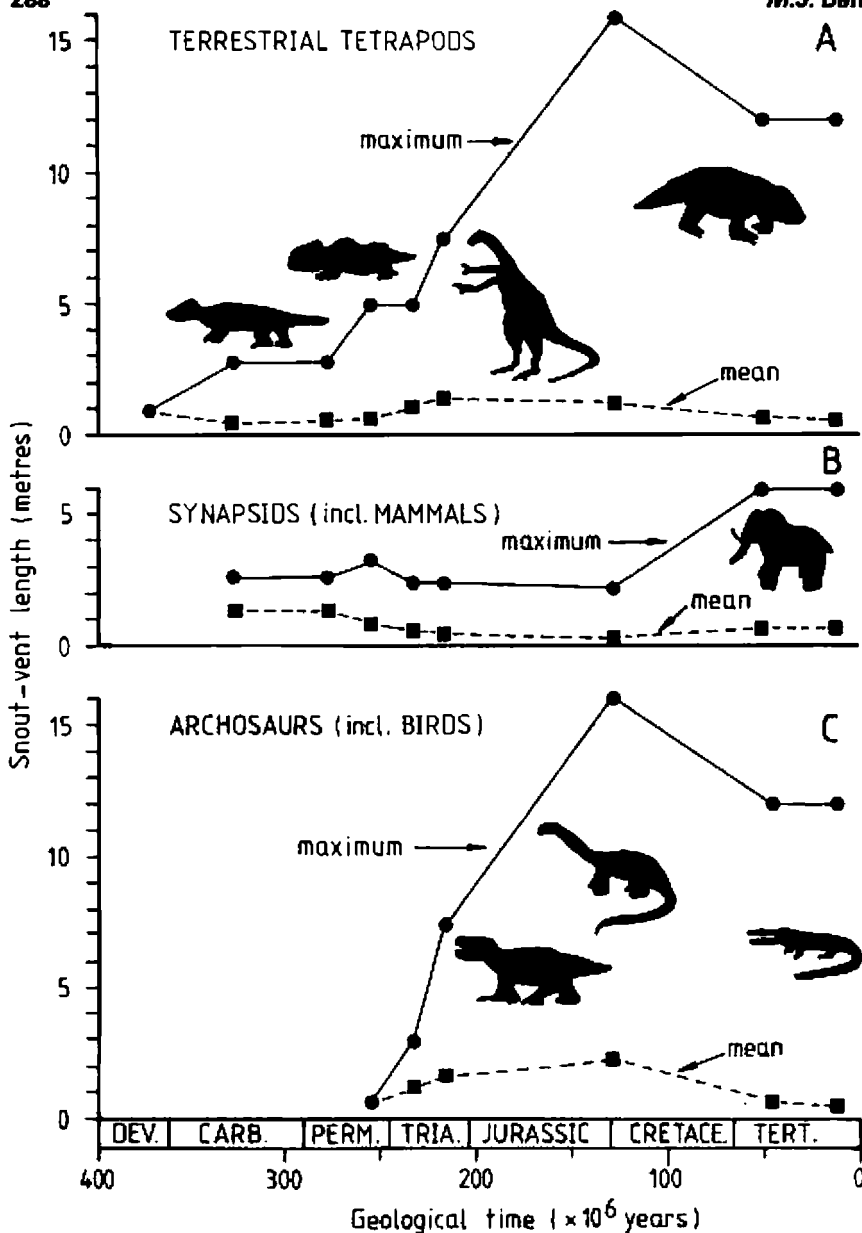 288
TERRESTRIAL TETRAPODS
A
15
maximum
10
5
mean
0
B
SYNAPSIDS (incl. MAMMALS)
5
maximum
mean
0
Snout-vent length (metres)
ARCHOSAURS (incl. BIRDS)
C
15
maximum
10
5
mean
0
DEV. CARB. PERM. TRIA. JURASSIC CRETACE. TERT.
400 300 200 100 0
Geological time (×10⁶ years)